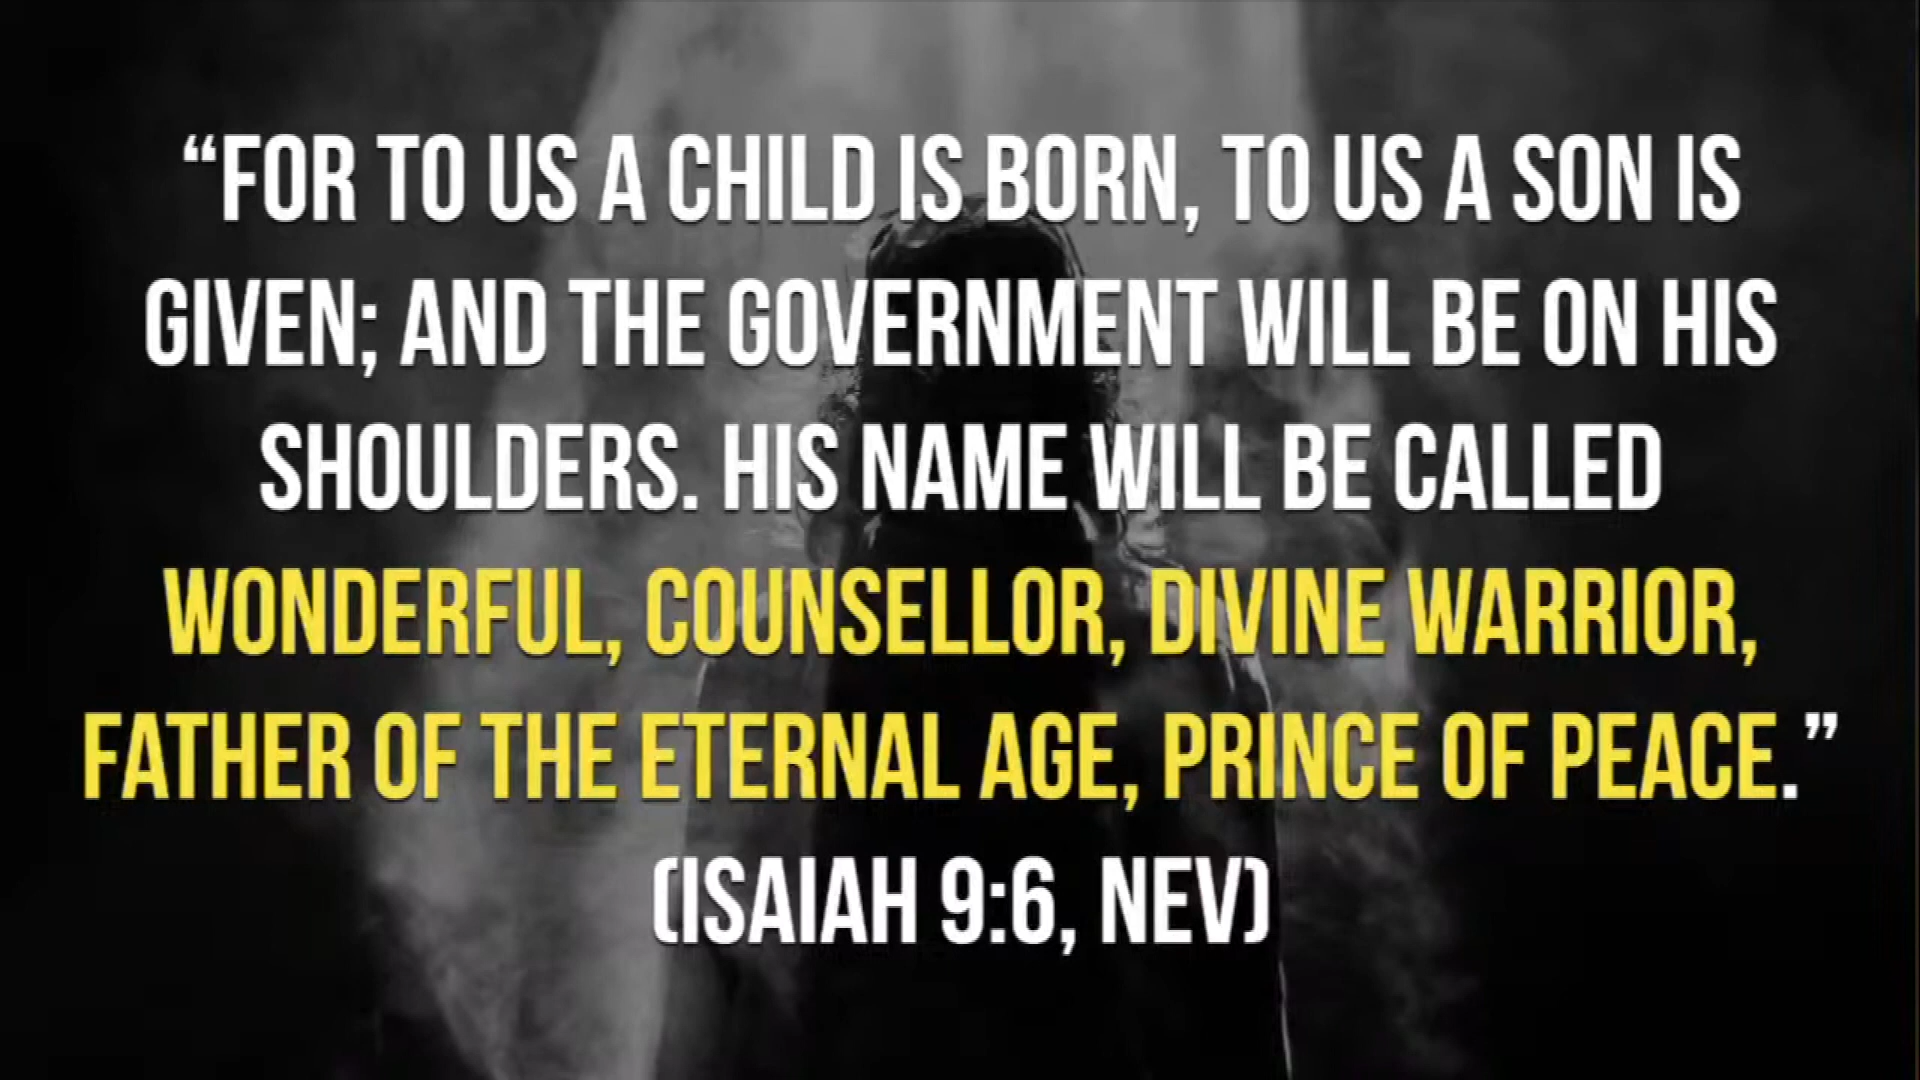 “FOR TO US A CHILD IS BORN, TO US A SON IS
GIVEN; AND THE GOVERNMENT WILL BE ON HIS
SHOULDERS. HIS NAME WILL BE CALLED
WONDERFUL, COUNSELLOR, DIVINE WARRIOR,
FATHER OF THE ETERNAL AGE, PRINCE OF PEACE.”
(ISAIAH 9:6, NEV)